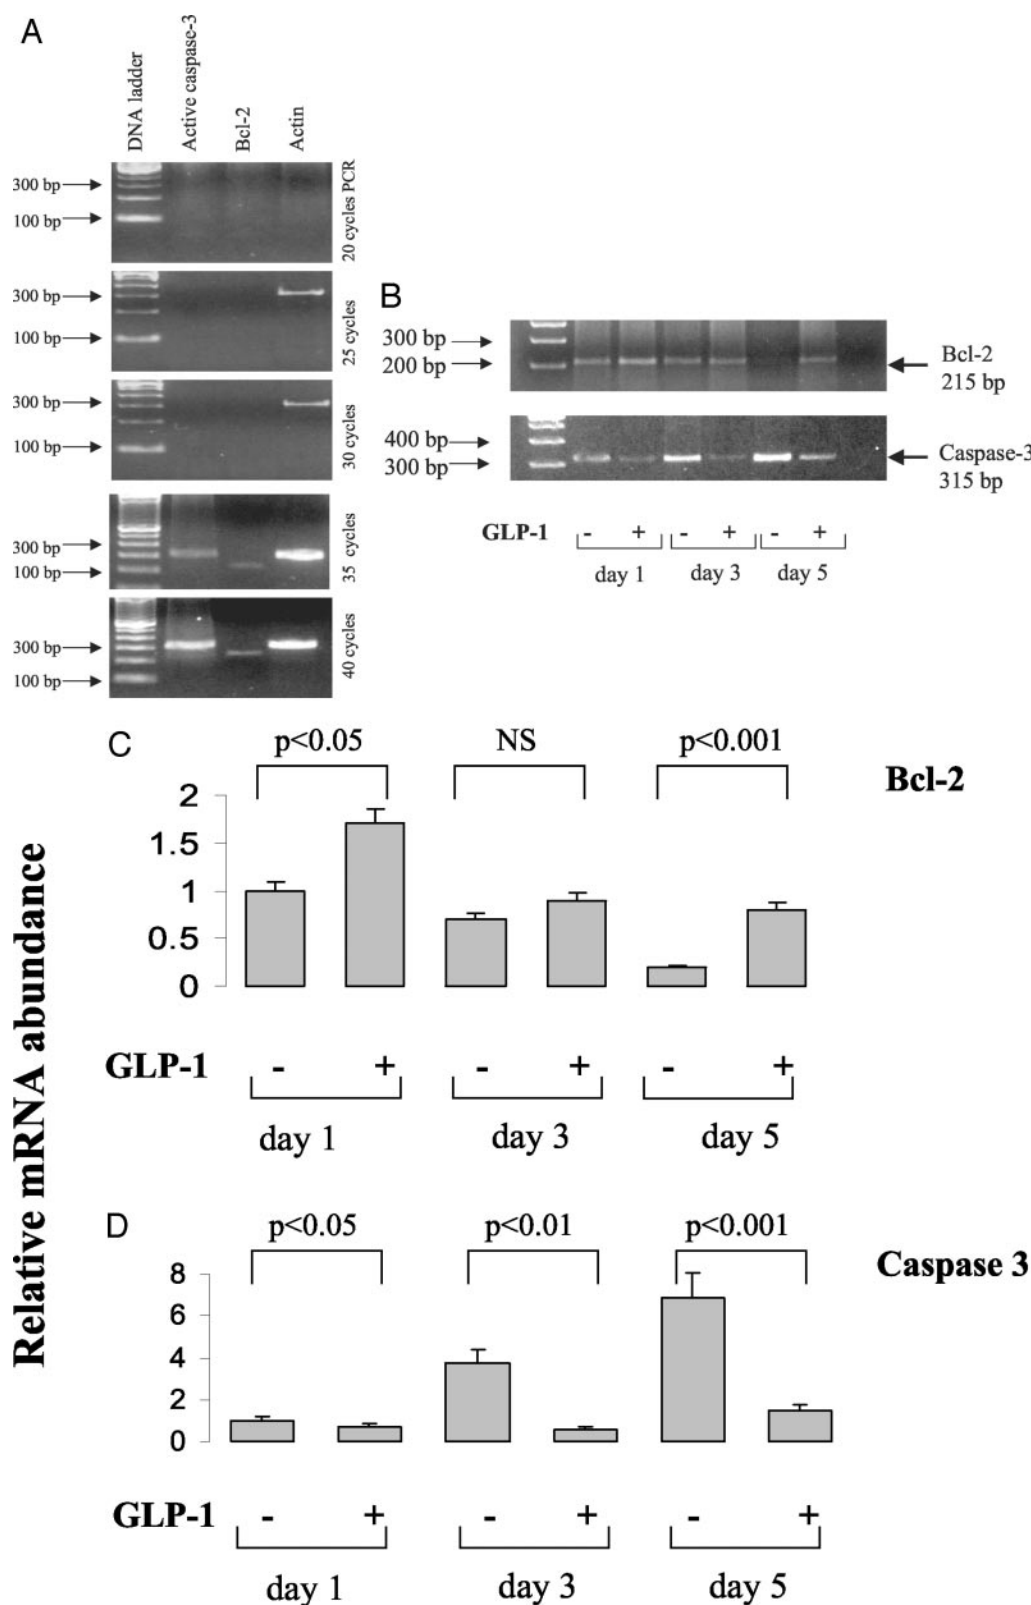 A
DNA ladder
Active caspase-3
Bcl-2
Actin
300 bp
100 bp
20 cycles PCR
300 bp
100 bp
25 cycles
300 bp
100 bp
30 cycles
300 bp
100 bp
35 cycles
300 bp
100 bp
40 cycles
B
300 bp
200 bp
Bcl-2
215 bp
400 bp
300 bp
Caspase-3
315 bp
GLP-1 - + - + - +
day 1 day 3 day 5
Relative mRNA abundance
C
p<0.05 NS p<0.001
Bcl-2
2
1.5
1
0.5
0
GLP-1 - + - + - +
day 1 day 3 day 5
D
p<0.05 p<0.01 p<0.001
Caspase 3
8
6
4
2
0
GLP-1 - + - + - +
day 1 day 3 day 5